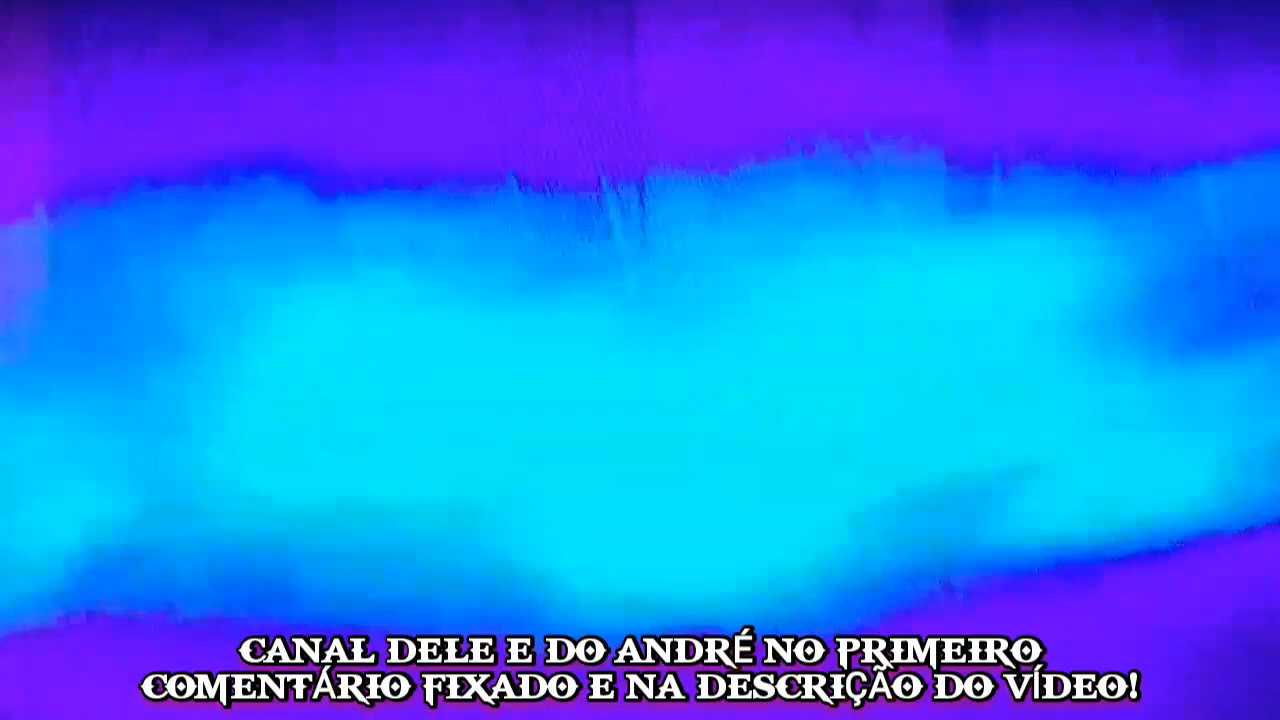 CANAL DELE E DO ANDRÉ NO PRIMEIRO
COMENTÁRIO FIXADO E NA DESCRIÇÃO DO VÍDEO!